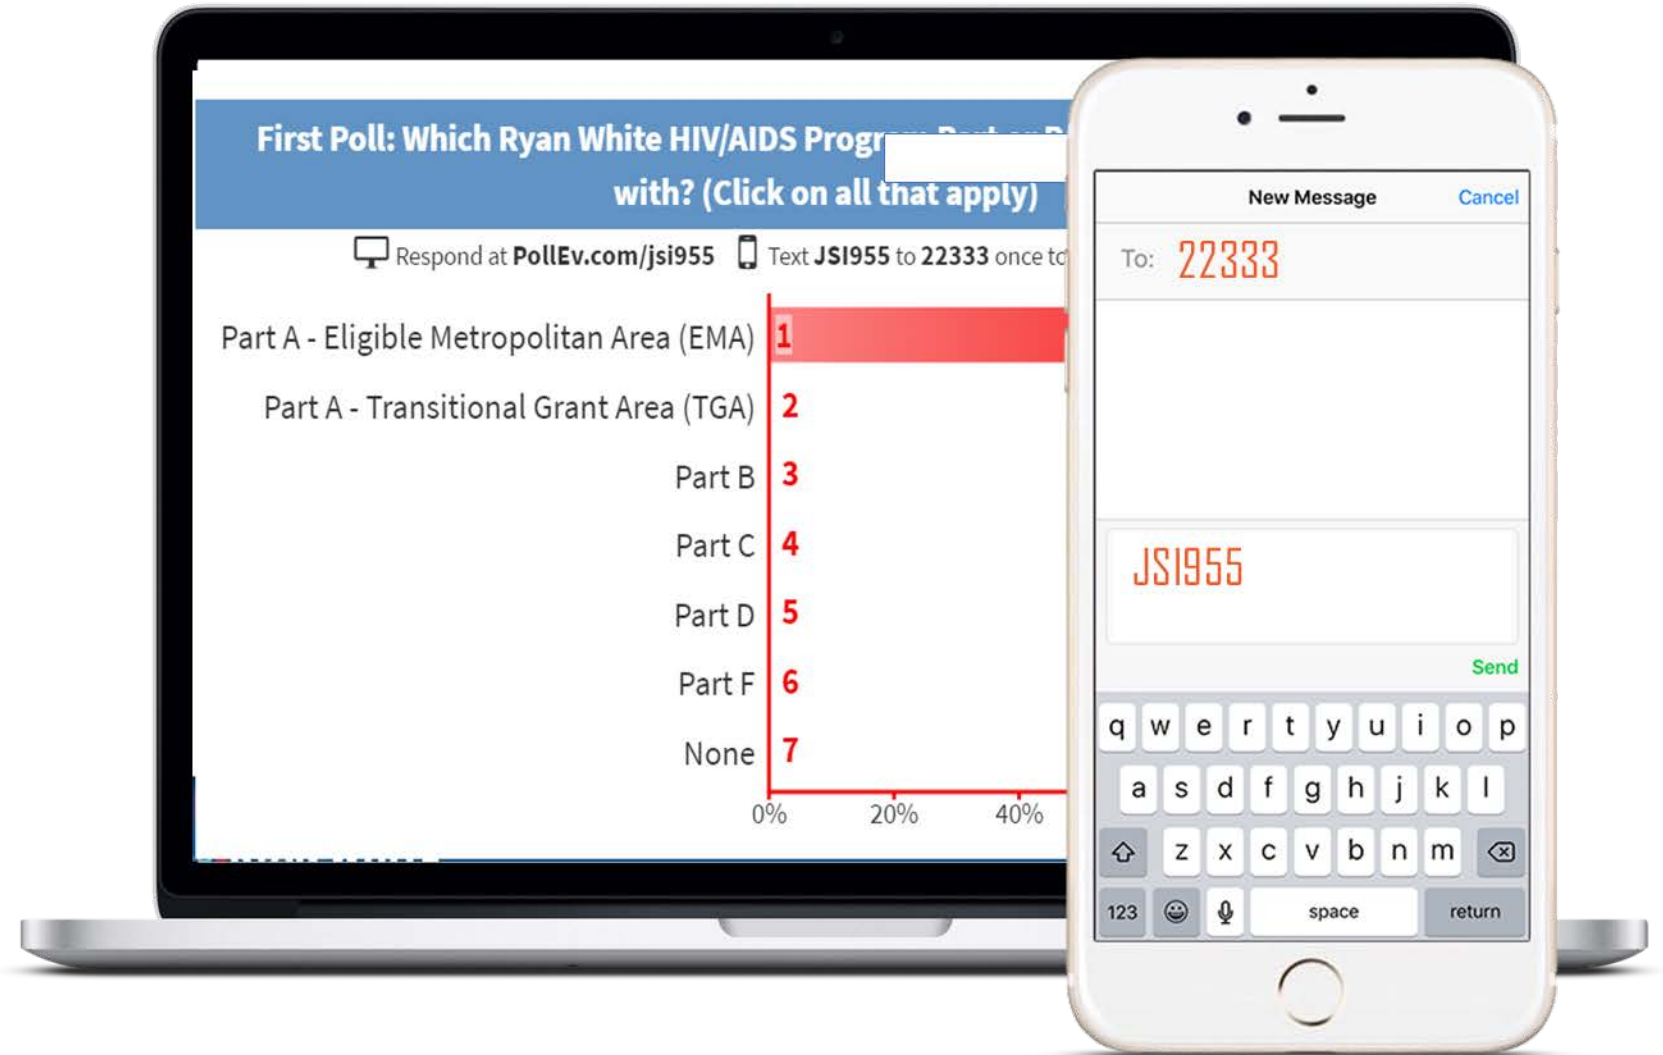 First Poll: Which Ryan White HIV/AIDS
with? (Click on all that apply)
Respond at PollEv.com/jsi955 Text JSI955 to 22333 once to
Part A - Eligible Metropolitan Area (EMA) 1
Part A - Transitional Grant Area (TGA) 2
Part B 3
Part C 4
Part D 5
Part F 6
None 7
0% 20% 40%
New Message Cancel
To: 22333
JSI955
Send
q w e r t y u i o p
a s d f g h j k l
z x c v b n m
123 space return